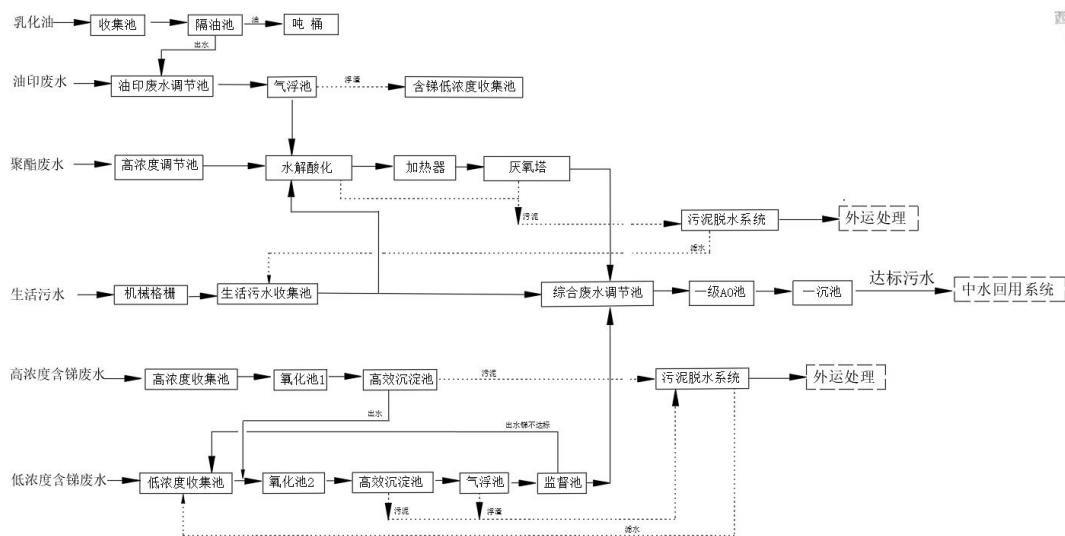 乳化油 收集池 隔油池 油 吨桶
出水
油印废水 油印废水调节池 气浮池 浮渣 含锑低浓度收集池
聚酯废水 高浓度调节池 水解酸化 加热器 厌氧塔
污泥 污泥脱水系统 外运处理
滤水
生活污水 机械格栅 生活污水收集池 综合废水调节池 一级AO池 一沉池 达标污水 中水回用系统
高浓度含锑废水 高浓度收集池 氧化池1 高效沉淀池 污泥 污泥脱水系统 外运处理
出水 出水锑不达标
低浓度含锑废水 低浓度收集池 氧化池2 高效沉淀池 气浮池 监督池
污泥 浮渣
滤水